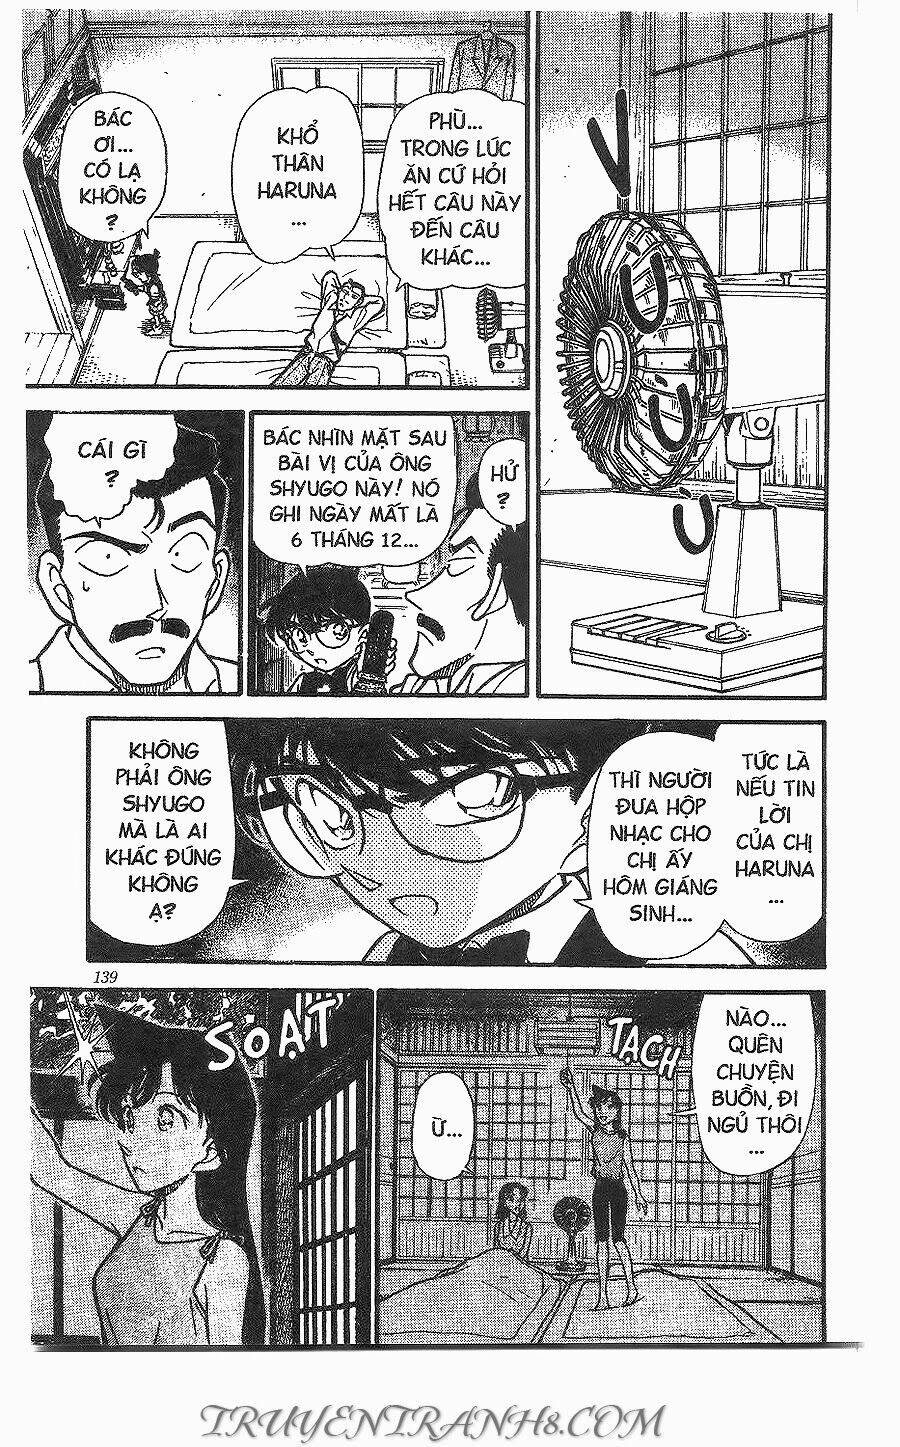 PHÙ...
TRONG LÚC
ĂN CỨ HỎI
HẾT CÂU NÀY
ĐẾN CÂU
KHÁC...
KHỔ
THÂN
HARUNA
...
BÁC
ƠI...
CÓ LẠ
KHÔNG
?
CÁI GÌ
?
BÁC NHÌN MẶT SAU
BÀI VỊ CỦA ÔNG
SHYUGO NÀY! NÓ
GHI NGÀY MẤT LÀ
6 THÁNG 12...
HỬ
?
TỨC LÀ
NẾU TIN
LỜI
CỦA CHỊ
HARUNA
...
THÌ NGƯỜI
ĐƯA HỘP
NHẠC CHO
CHỊ ẤY
HÔM GIÁNG
SINH...
KHÔNG
PHẢI ÔNG
SHYUGO
MÀ LÀ AI
KHÁC ĐÚNG
KHÔNG
Ạ?
139
NÀO...
QUÊN
CHUYỆN
BUỒN, ĐI
NGỦ THÔI
...
TẠCH
Ừ...
SOẠT
TRUYENTRANH8.COM